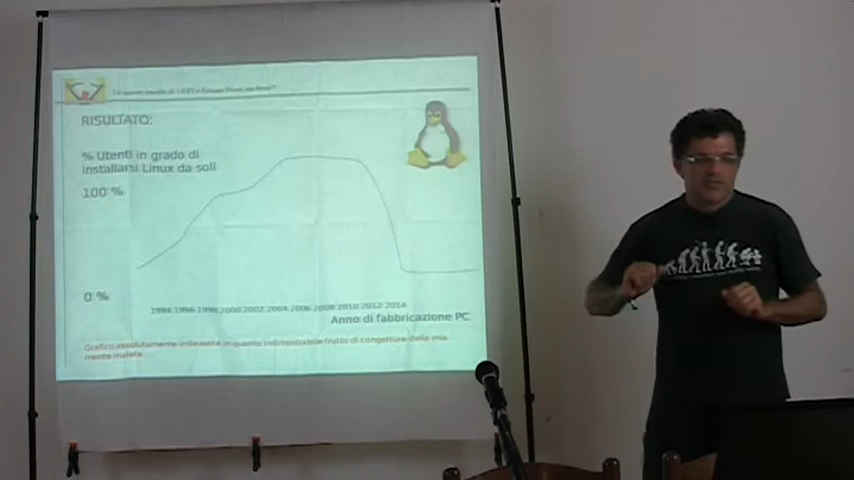 RISULTATO:
% Utenti in grado di
installarsi Linux da soli
100 %
0 %
1994 1996 1998 2000 2002 2004 2006 2008 2010 2012 2014
Anno di fabbricazione PC
Grafico assolutamente irrilevante in quanto indimostrabile frutto di congetture della mia
mente malata...